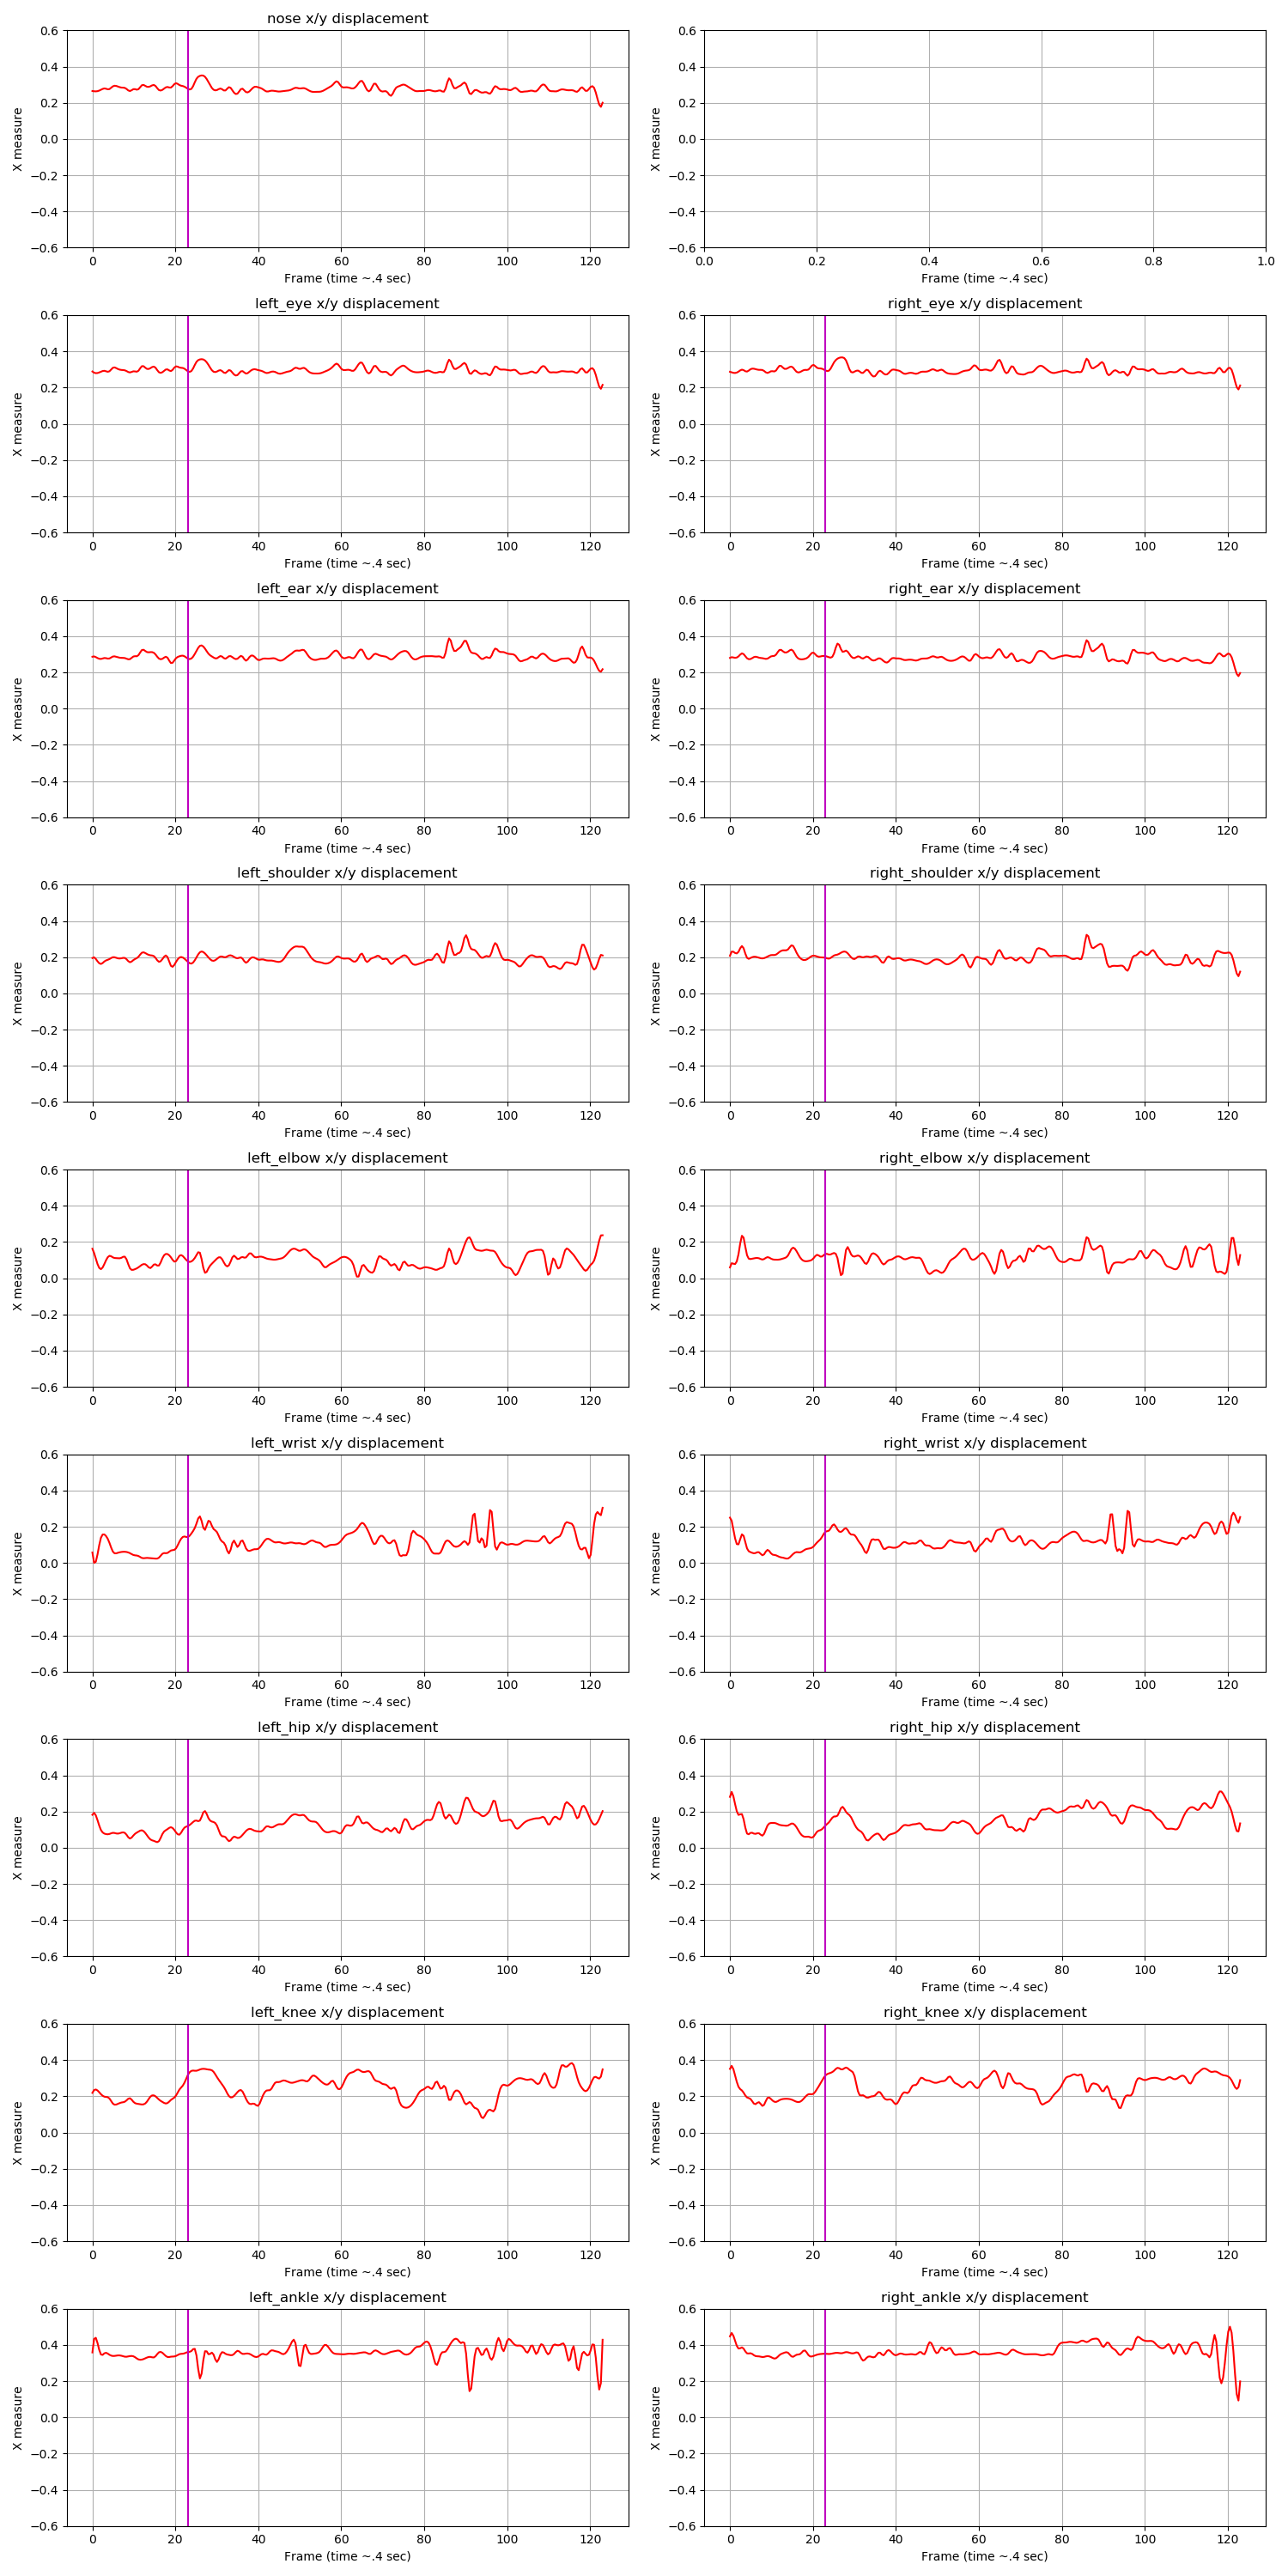 nose x/y displacement
X measure
0.6
0.4
0.2
0.0
−0.2
−0.4
−0.6
0 20 40 60 80 100 120
Frame (time ~.4 sec)
X measure
0.6
0.4
0.2
0.0
−0.2
−0.4
−0.6
0.0 0.2 0.4 0.6 0.8 1.0
Frame (time ~.4 sec)
left_eye x/y displacement
X measure
0.6
0.4
0.2
0.0
−0.2
−0.4
−0.6
0 20 40 60 80 100 120
Frame (time ~.4 sec)
right_eye x/y displacement
X measure
0.6
0.4
0.2
0.0
−0.2
−0.4
−0.6
0 20 40 60 80 100 120
Frame (time ~.4 sec)
left_ear x/y displacement
X measure
0.6
0.4
0.2
0.0
−0.2
−0.4
−0.6
0 20 40 60 80 100 120
Frame (time ~.4 sec)
right_ear x/y displacement
X measure
0.6
0.4
0.2
0.0
−0.2
−0.4
−0.6
0 20 40 60 80 100 120
Frame (time ~.4 sec)
left_shoulder x/y displacement
X measure
0.6
0.4
0.2
0.0
−0.2
−0.4
−0.6
0 20 40 60 80 100 120
Frame (time ~.4 sec)
right_shoulder x/y displacement
X measure
0.6
0.4
0.2
0.0
−0.2
−0.4
−0.6
0 20 40 60 80 100 120
Frame (time ~.4 sec)
left_elbow x/y displacement
X measure
0.6
0.4
0.2
0.0
−0.2
−0.4
−0.6
0 20 40 60 80 100 120
Frame (time ~.4 sec)
right_elbow x/y displacement
X measure
0.6
0.4
0.2
0.0
−0.2
−0.4
−0.6
0 20 40 60 80 100 120
Frame (time ~.4 sec)
left_wrist x/y displacement
X measure
0.6
0.4
0.2
0.0
−0.2
−0.4
−0.6
0 20 40 60 80 100 120
Frame (time ~.4 sec)
right_wrist x/y displacement
X measure
0.6
0.4
0.2
0.0
−0.2
−0.4
−0.6
0 20 40 60 80 100 120
Frame (time ~.4 sec)
left_hip x/y displacement
X measure
0.6
0.4
0.2
0.0
−0.2
−0.4
−0.6
0 20 40 60 80 100 120
Frame (time ~.4 sec)
right_hip x/y displacement
X measure
0.6
0.4
0.2
0.0
−0.2
−0.4
−0.6
0 20 40 60 80 100 120
Frame (time ~.4 sec)
left_knee x/y displacement
X measure
0.6
0.4
0.2
0.0
−0.2
−0.4
−0.6
0 20 40 60 80 100 120
Frame (time ~.4 sec)
right_knee x/y displacement
X measure
0.6
0.4
0.2
0.0
−0.2
−0.4
−0.6
0 20 40 60 80 100 120
Frame (time ~.4 sec)
left_ankle x/y displacement
X measure
0.6
0.4
0.2
0.0
−0.2
−0.4
−0.6
0 20 40 60 80 100 120
Frame (time ~.4 sec)
right_ankle x/y displacement
X measure
0.6
0.4
0.2
0.0
−0.2
−0.4
−0.6
0 20 40 60 80 100 120
Frame (time ~.4 sec)